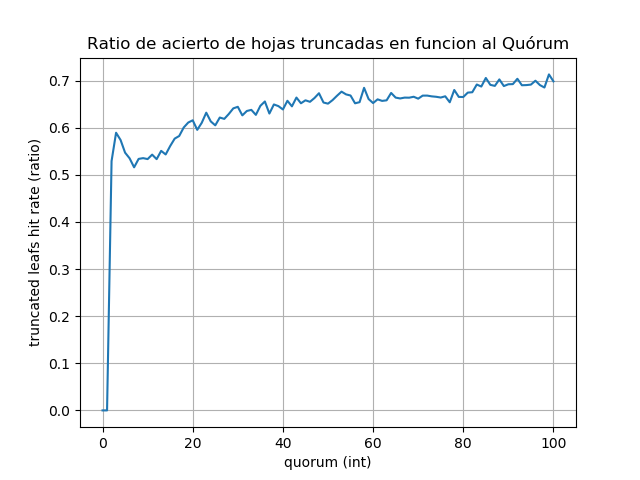 Ratio de acierto de hojas truncadas en funcion al Quórum
truncated leafs hit rate (ratio)
0.7
0.6
0.5
0.4
0.3
0.2
0.1
0.0
0 20 40 60 80 100
quorum (int)